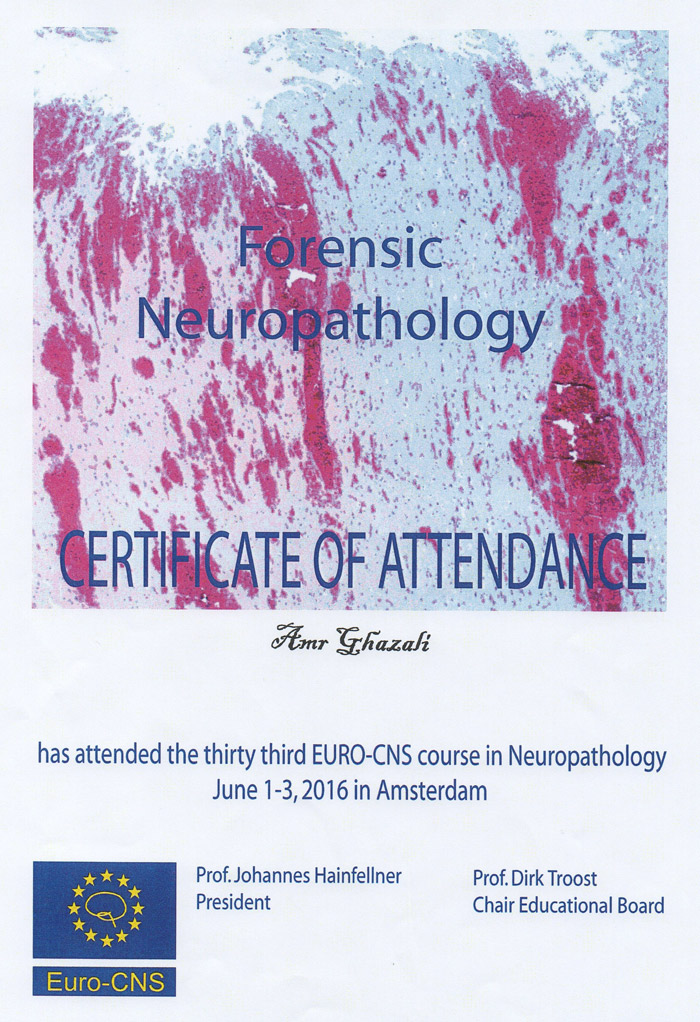 Forensic
Neuropathology
CERTIFICATE OF ATTENDANCE
Amr Ghazali
has attended the thirty third EURO-CNS course in Neuropathology
June 1-3, 2016 in Amsterdam
Prof. Johannes Hainfellner
President
Prof. Dirk Troost
Chair Educational Board
Euro-CNS